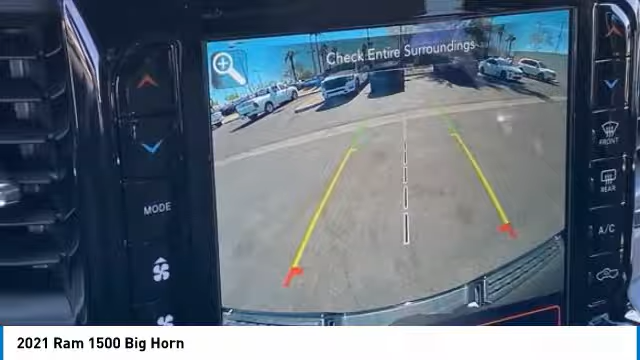 Check Entire Surroundings
FRONT
MODE
REAR
A/C
2021 Ram 1500 Big Horn